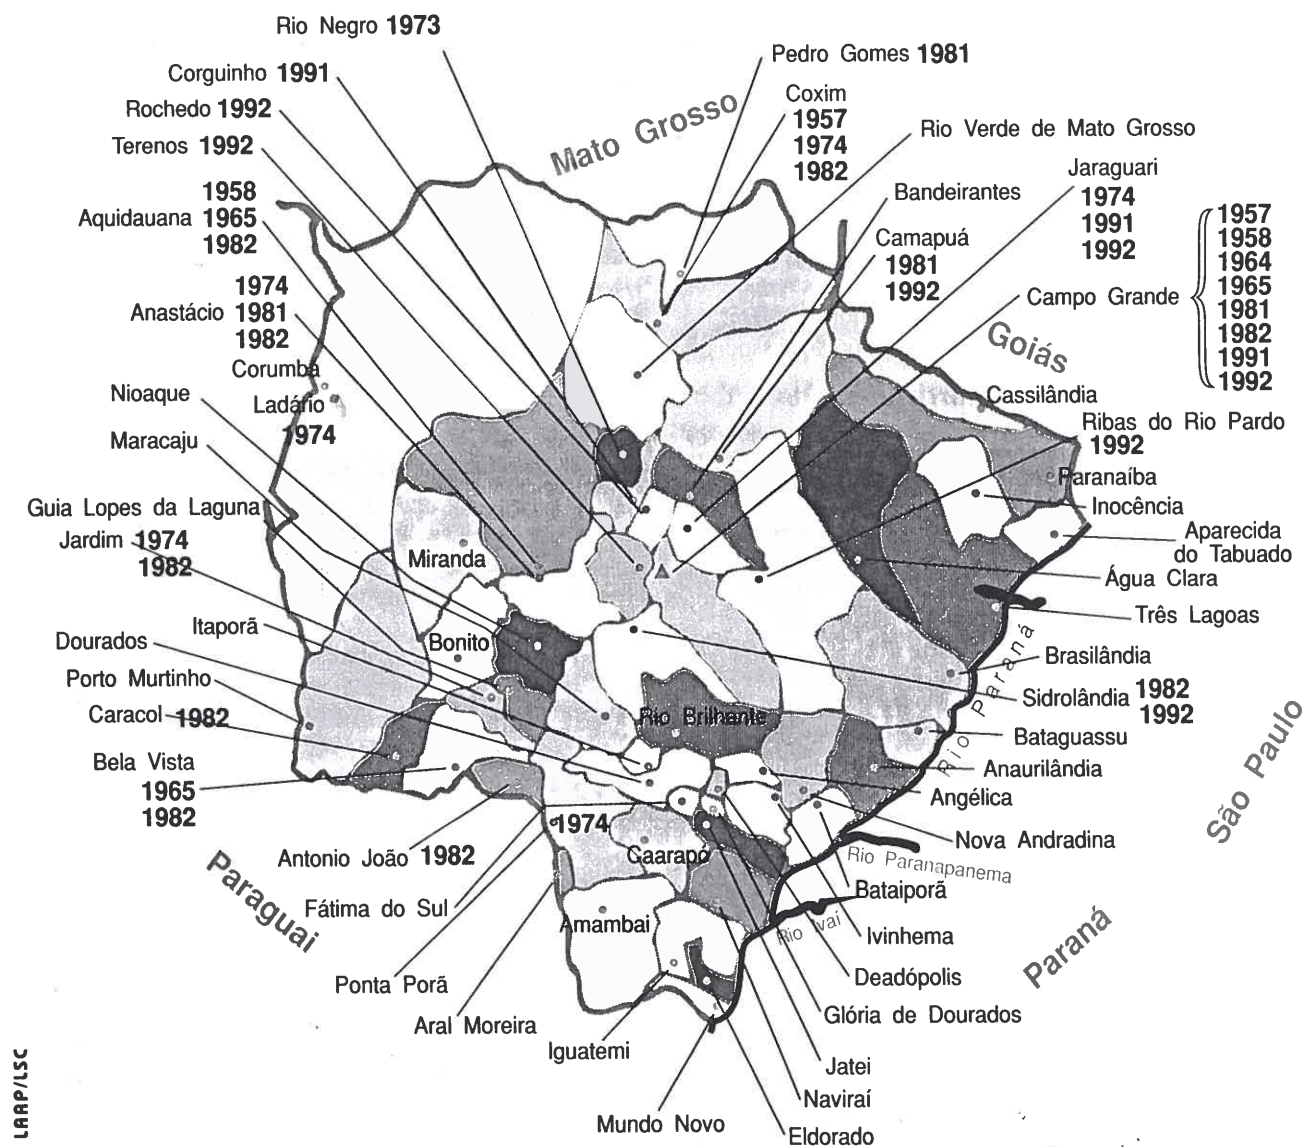 Rio Negro 1973
Corguinho 1991
Rochedo 1992
Terenos 1992
1958
Aquidauana 1965
1982
1974
Anastácio 1981
1982
Corumbá
Ladário
1974
Nioaque
Maracaju
Guia Lopes da Laguna
Jardim 1974
1982
Miranda
Itaporã
Dourados
Bonito
Porto Murtinho
Caracol 1982
Bela Vista
1965
1982
Rio Brilhante
1974
Antonio João 1982
Caarapó
Fátima do Sul
Amambai
Ponta Porã
Aral Moreira
Iguatemi
Mundo Novo
Mato Grosso
Pedro Gomes 1981
Coxim
1957
1974
1982
Rio Verde de Mato Grosso
Jaraguari
1974
1991
1992
Bandeirantes
Camapuá
1981
1992
Campo Grande
1957
1958
1964
1965
1981
1982
1991
1992
Goiás
Cassilândia
Ribas do Rio Pardo
1992
Paranaíba
Inocência
Aparecida
do Tabuado
Água Clara
Três Lagoas
Brasilândia
Sidrolândia 1982
1992
Rio Paraná
Bataguassu
Anaurilândia
Angélica
Nova Andradina
São Paulo
Rio Paranapanema
Bataiporã
Rio Ivaí
Ivinhema
Paraná
Deadópolis
Glória de Dourados
Jatei
Naviraí
Eldorado
Paraguai
LARP/LSC